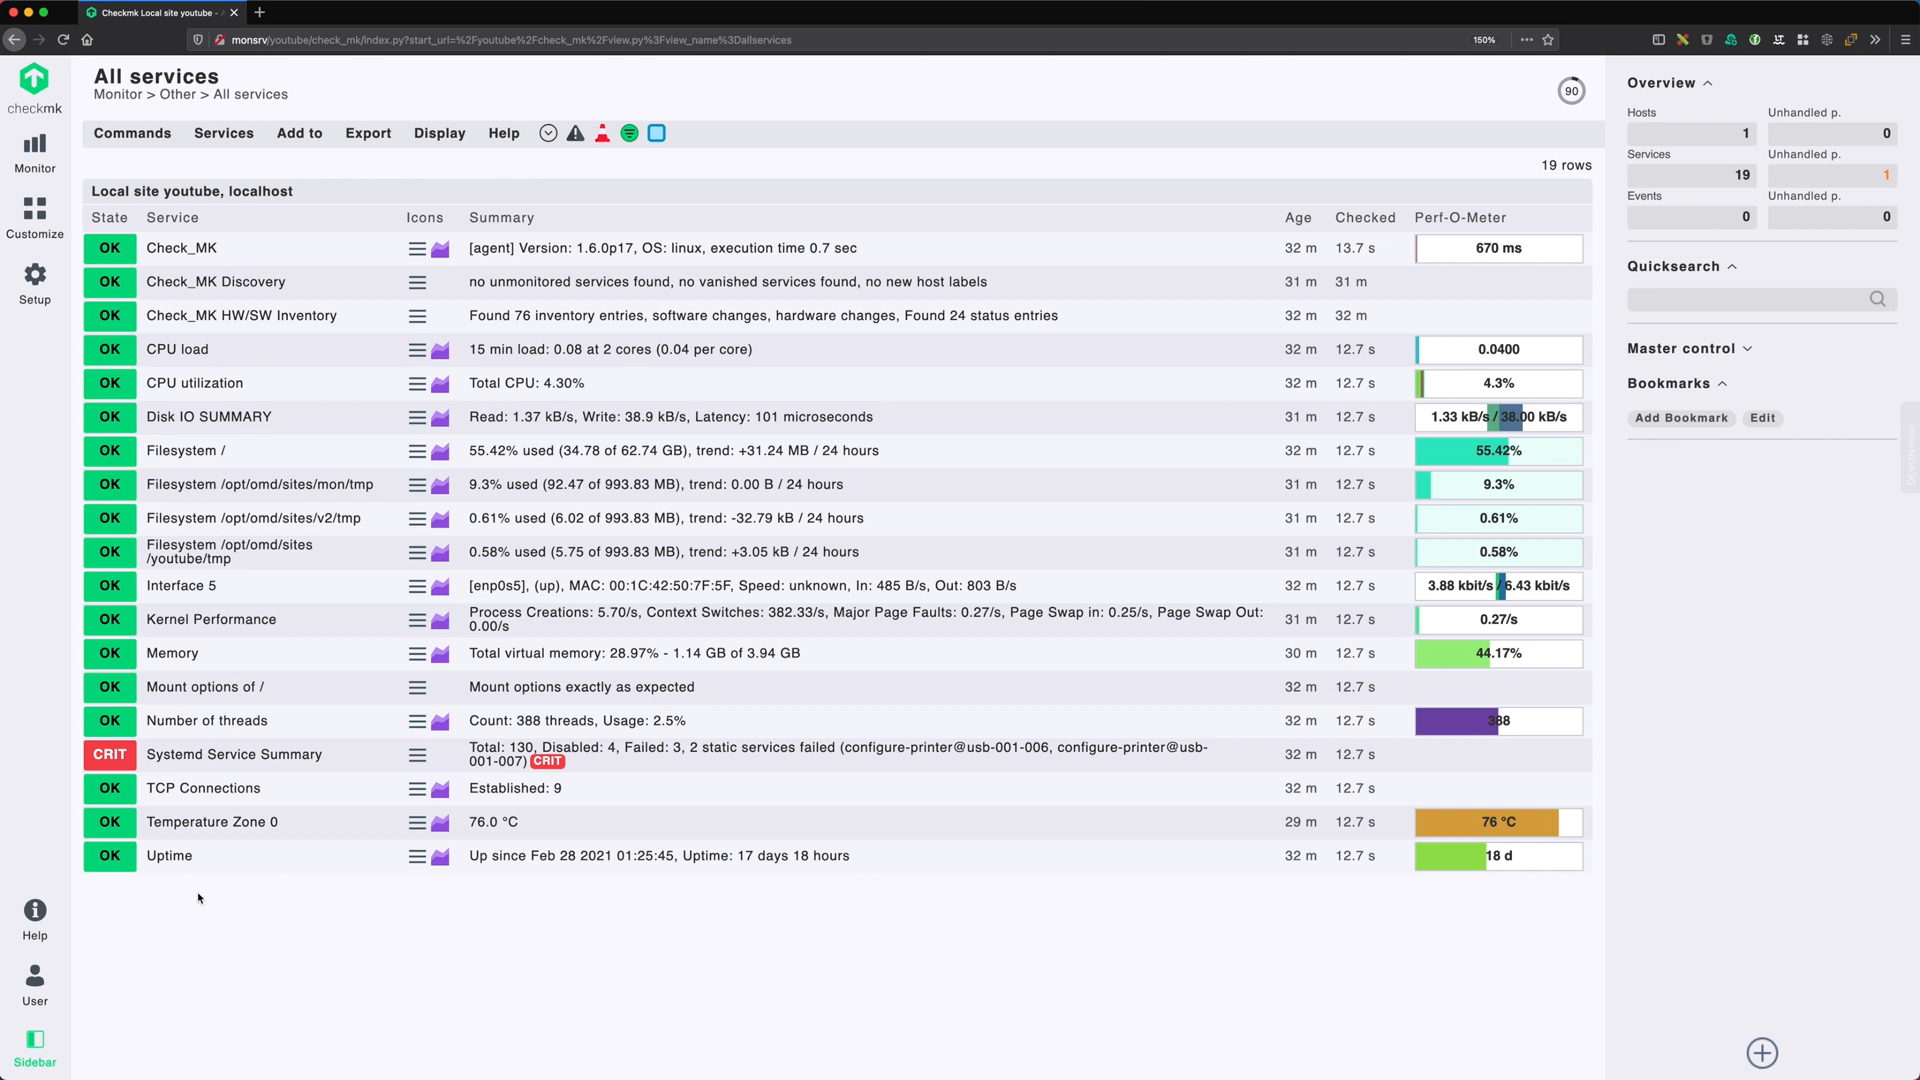 Checkmk Local site youtube -
monsrv/youtube/check_mk/index.py?start_url=%2Fyoutube%2Fcheck_mk%2Fview.py%3Fview_name%3Dallservices
150%
checkmk
Monitor
Customize
Setup
Help
User
Sidebar
All services
Monitor > Other > All services
90
Commands Services Add to Export Display Help
19 rows
Local site youtube, localhost
State Service Icons Summary Age Checked Perf-O-Meter
OK Check_MK [agent] Version: 1.6.0p17, OS: linux, execution time 0.7 sec 32 m 13.7 s 670 ms
OK Check_MK Discovery no unmonitored services found, no vanished services found, no new host labels 31 m 31 m
OK Check_MK HW/SW Inventory Found 76 inventory entries, software changes, hardware changes, Found 24 status entries 32 m 32 m
OK CPU load 15 min load: 0.08 at 2 cores (0.04 per core) 32 m 12.7 s 0.0400
OK CPU utilization Total CPU: 4.30% 32 m 12.7 s 4.3%
OK Disk IO SUMMARY Read: 1.37 kB/s, Write: 38.9 kB/s, Latency: 101 microseconds 31 m 12.7 s 1.33 kB/s / 38.00 kB/s
OK Filesystem / 55.42% used (34.78 of 62.74 GB), trend: +31.24 MB / 24 hours 32 m 12.7 s 55.42%
OK Filesystem /opt/omd/sites/mon/tmp 9.3% used (92.47 of 993.83 MB), trend: 0.00 B / 24 hours 31 m 12.7 s 9.3%
OK Filesystem /opt/omd/sites/v2/tmp 0.61% used (6.02 of 993.83 MB), trend: -32.79 kB / 24 hours 31 m 12.7 s 0.61%
OK Filesystem /opt/omd/sites
/youtube/tmp 0.58% used (5.75 of 993.83 MB), trend: +3.05 kB / 24 hours 31 m 12.7 s 0.58%
OK Interface 5 [enp0s5], (up), MAC: 00:1C:42:50:7F:5F, Speed: unknown, In: 485 B/s, Out: 803 B/s 32 m 12.7 s 3.88 kbit/s / 6.43 kbit/s
OK Kernel Performance Process Creations: 5.70/s, Context Switches: 382.33/s, Major Page Faults: 0.27/s, Page Swap in: 0.25/s, Page Swap Out:
0.00/s 31 m 12.7 s 0.27/s
OK Memory Total virtual memory: 28.97% - 1.14 GB of 3.94 GB 30 m 12.7 s 44.17%
OK Mount options of / Mount options exactly as expected 32 m 12.7 s
OK Number of threads Count: 388 threads, Usage: 2.5% 32 m 12.7 s 388
CRIT Systemd Service Summary Total: 130, Disabled: 4, Failed: 3, 2 static services failed (configure-printer@usb-001-006, configure-printer@usb-
001-007) CRIT 32 m 12.7 s
OK TCP Connections Established: 9 32 m 12.7 s
OK Temperature Zone 0 76.0 °C 29 m 12.7 s 76 °C
OK Uptime Up since Feb 28 2021 01:25:45, Uptime: 17 days 18 hours 32 m 12.7 s 18 d
Overview
Hosts Unhandled p.
1 0
Services Unhandled p.
19 1
Events Unhandled p.
0 0
Quicksearch
Master control
Bookmarks
Add Bookmark Edit